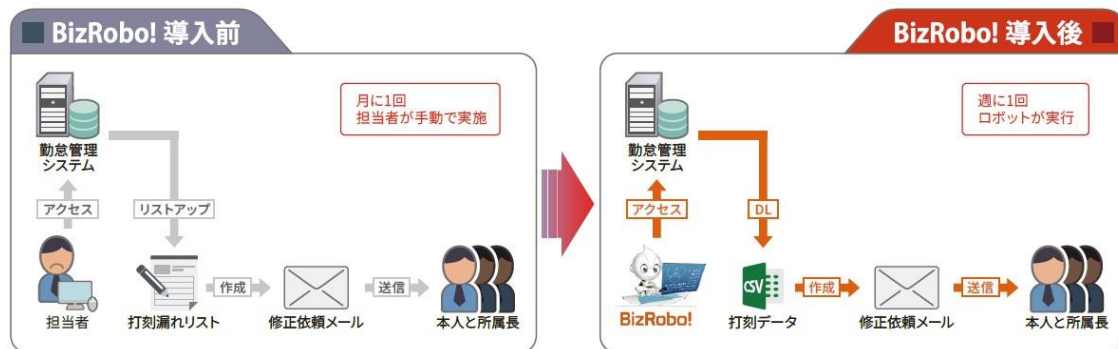 BizRobo! 導入前
月に1回
担当者が手動で実施
勤怠管理
システム
アクセス
リストアップ
作成
送信
担当者
打刻漏れリスト
修正依頼メール
本人と所属長
BizRobo! 導入後
週に1回
ロボットが実行
勤怠管理
システム
アクセス
DL
CSV
作成
送信
BizRobo!
打刻データ
修正依頼メール
本人と所属長